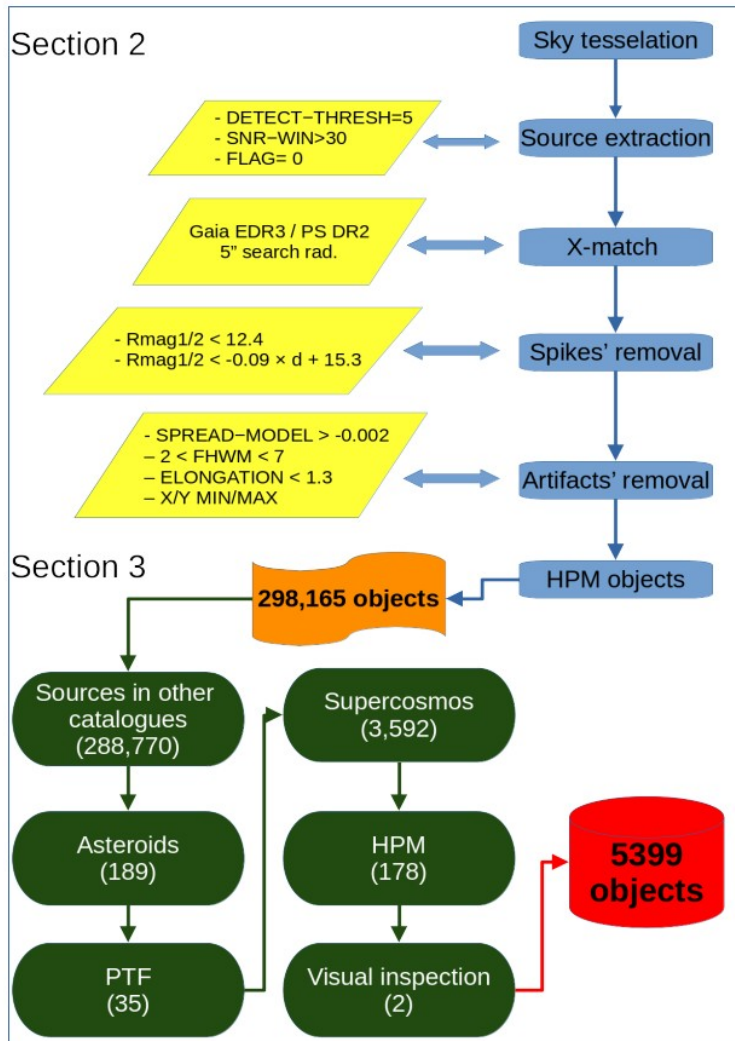 Section 2
Sky tesselation
- DETECT−THRESH=5
- SNR−WIN>30
- FLAG= 0
Source extraction
Gaia EDR3 / PS DR2
5” search rad.
X-match
- Rmag1/2 < 12.4
- Rmag1/2 < -0.09 × d + 15.3
Spikes’ removal
- SPREAD−MODEL > -0.002
– 2 < FHWM < 7
– ELONGATION < 1.3
– X/Y MIN/MAX
Artifacts’ removal
HPM objects
Section 3
298,165 objects
Sources in other
catalogues
(288,770)
Asteroids
(189)
PTF
(35)
Supercosmos
(3,592)
HPM
(178)
Visual inspection
(2)
5399
objects